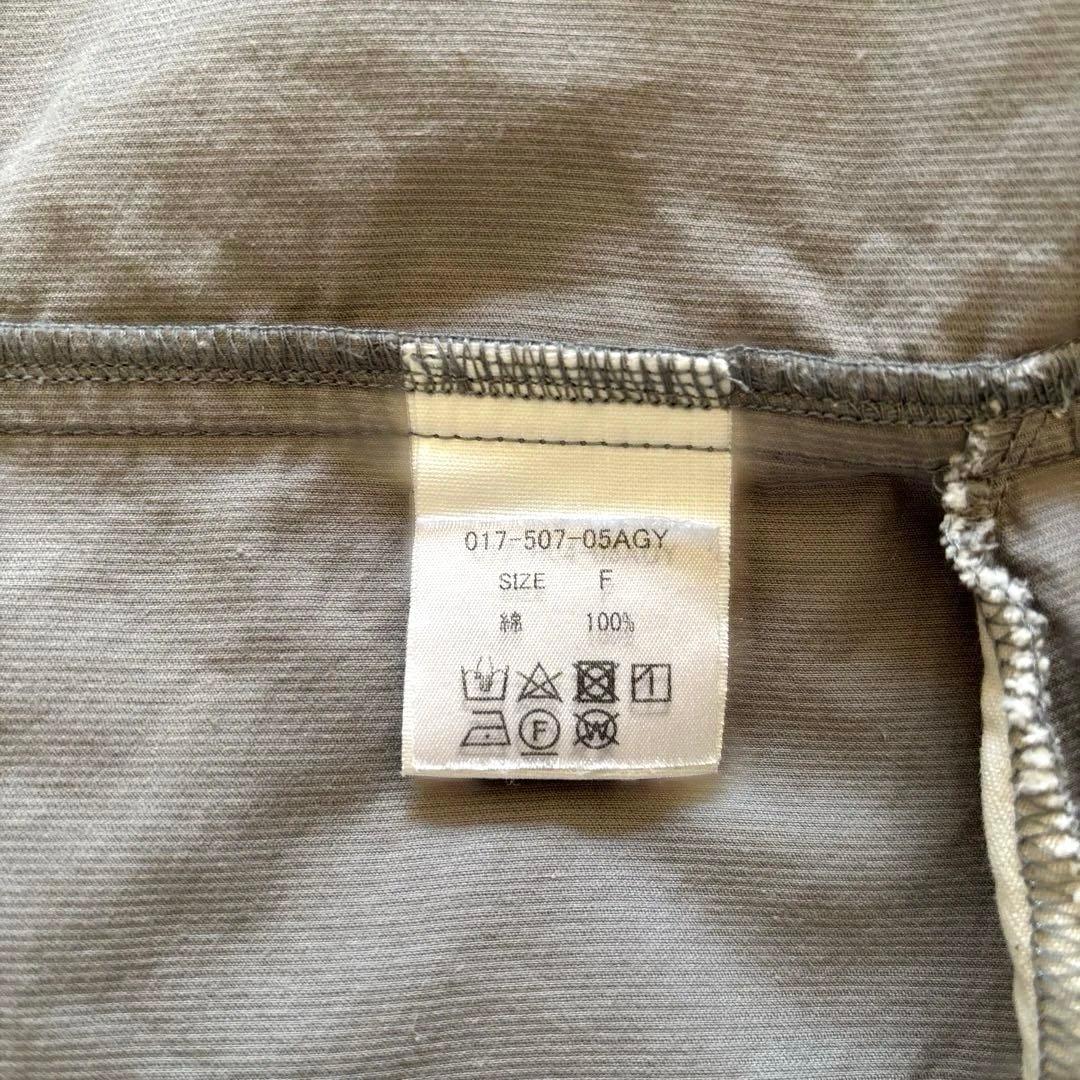 017-507-05AGY
SIZE F
綿 100%
F W